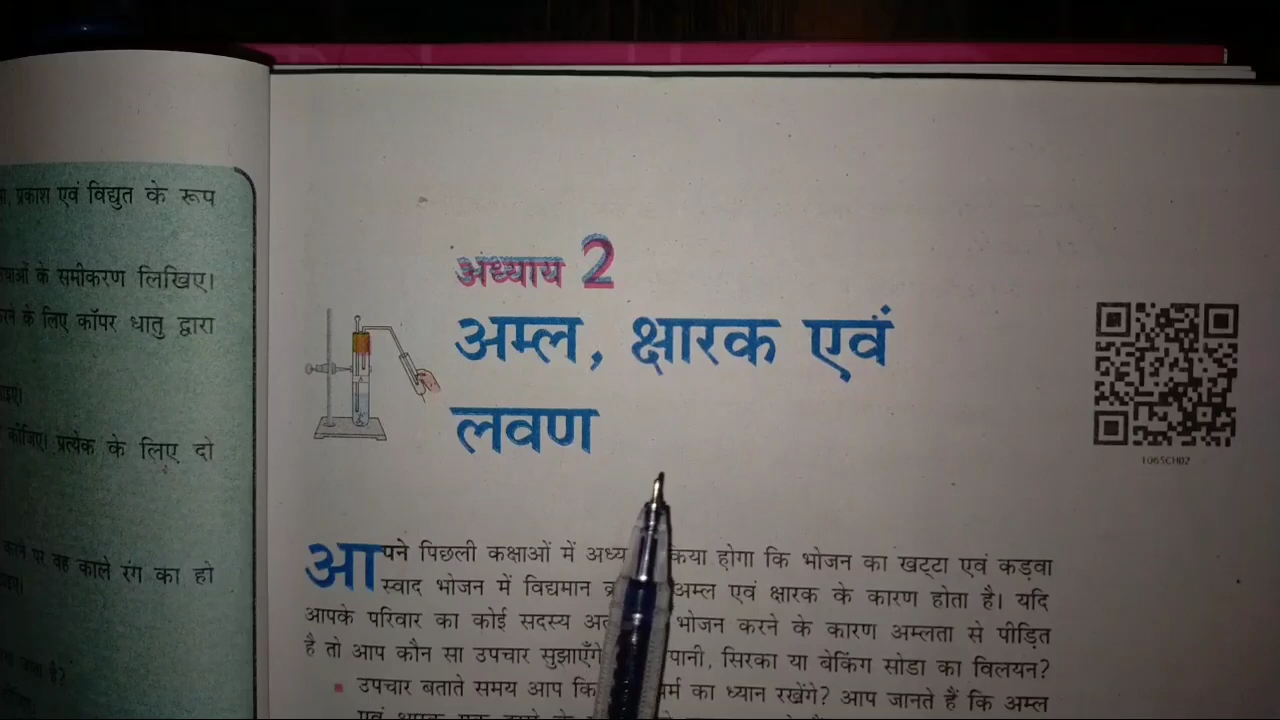 प्रकाश एवं विद्युत के रूप
के समीकरण लिखिए।
के लिए कॉपर धातु द्वारा
कीजिए। प्रत्येक के लिए दो
पर वह काले रंग का हो
अध्याय 2
अम्ल, क्षारक एवं
लवण
1065CH02
आपने पिछली कक्षाओं में किया होगा कि भोजन का खट्टा एवं कड़वा
स्वाद भोजन में विद्यमान अम्ल एवं क्षारक के कारण होता है। यदि
आपके परिवार का कोई सदस्य भोजन करने के कारण अम्लता से पीड़ित
है तो आप कौन सा उपचार सुझाएँगे पानी, सिरका या बेकिंग सोडा का विलयन?
उपचार बताते समय आप का ध्यान रखेंगे? आप जानते हैं कि अम्ल